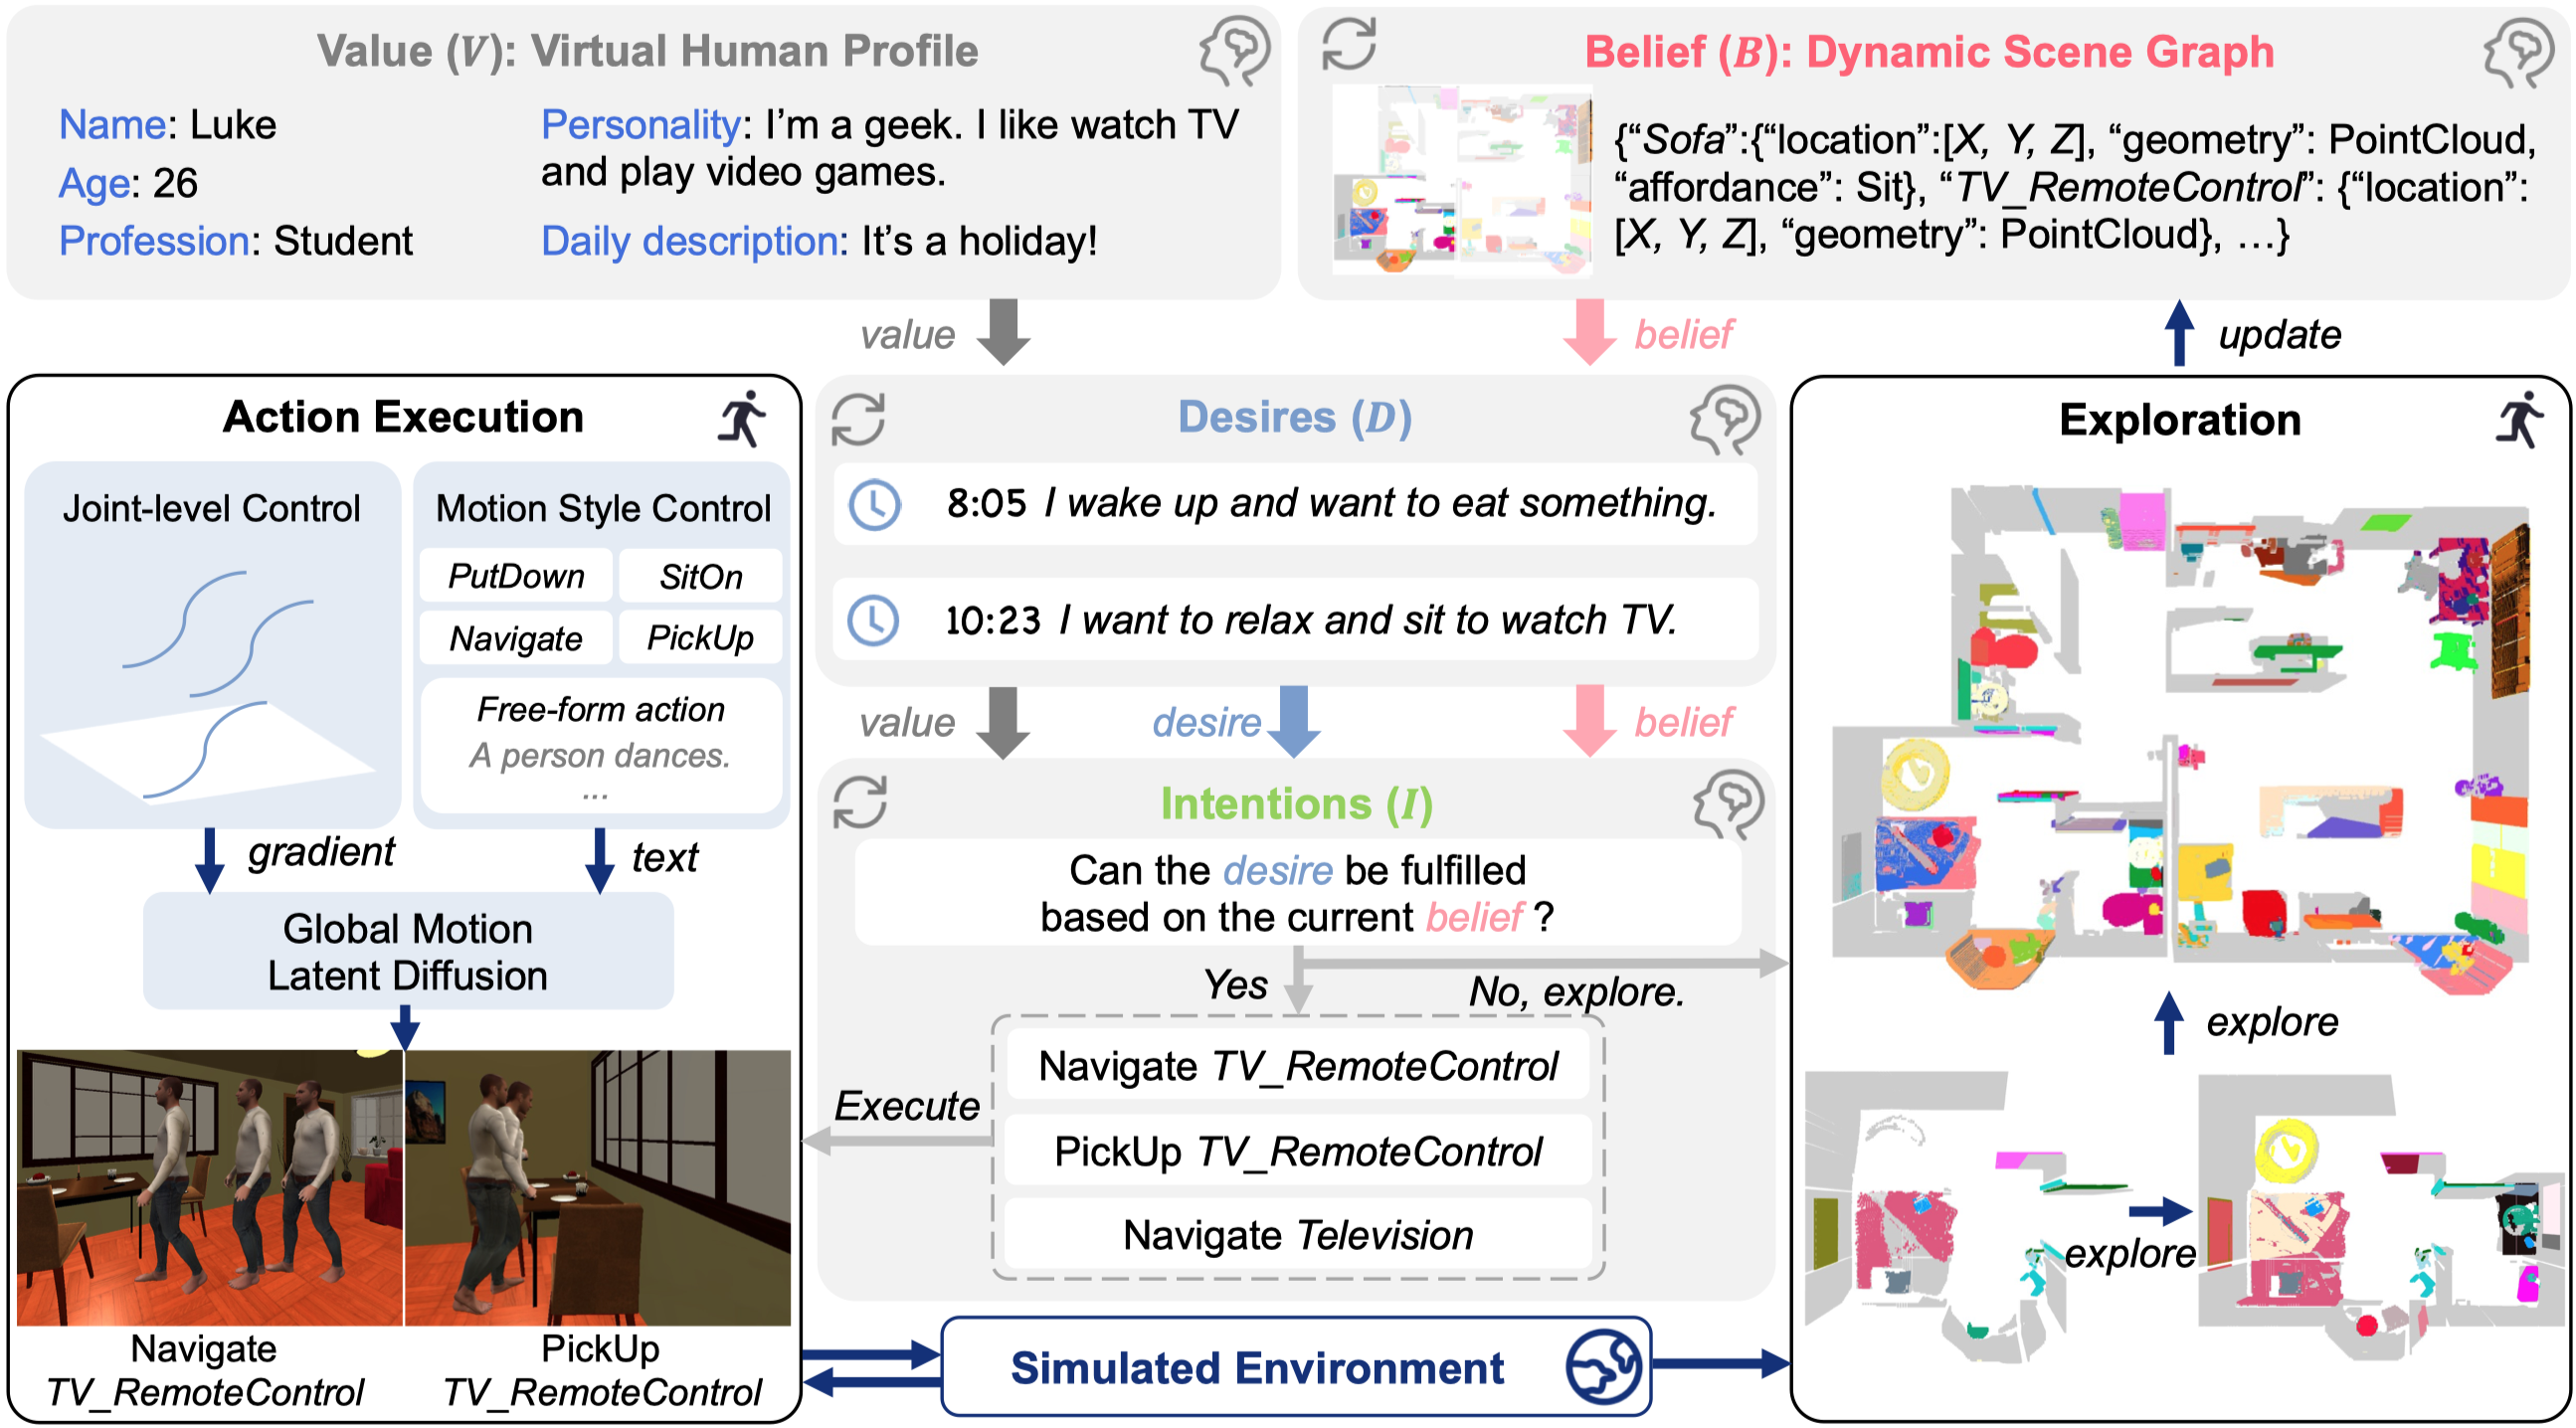 Value (V): Virtual Human Profile
Name: Luke
Age: 26
Profession: Student
Personality: I'm a geek. I like watch TV
and play video games.
Daily description: It's a holiday!
Belief (B): Dynamic Scene Graph
{“Sofa”:{“location”:[X, Y, Z], “geometry”: PointCloud,
“affordance”: Sit}, “TV_RemoteControl”: {“location”:
[X, Y, Z], “geometry”: PointCloud}, …}
value
belief
update
Action Execution
Joint-level Control
Motion Style Control
PutDown
SitOn
Navigate
PickUp
Free-form action
A person dances.
...
gradient
text
Global Motion
Latent Diffusion
Navigate
TV_RemoteControl
PickUp
TV_RemoteControl
Desires (D)
8:05 I wake up and want to eat something.
10:23 I want to relax and sit to watch TV.
value
desire
belief
Intentions (I)
Can the desire be fulfilled
based on the current belief ?
Yes
No, explore.
Navigate TV_RemoteControl
PickUp TV_RemoteControl
Navigate Television
Execute
Simulated Environment
Exploration
explore
explore